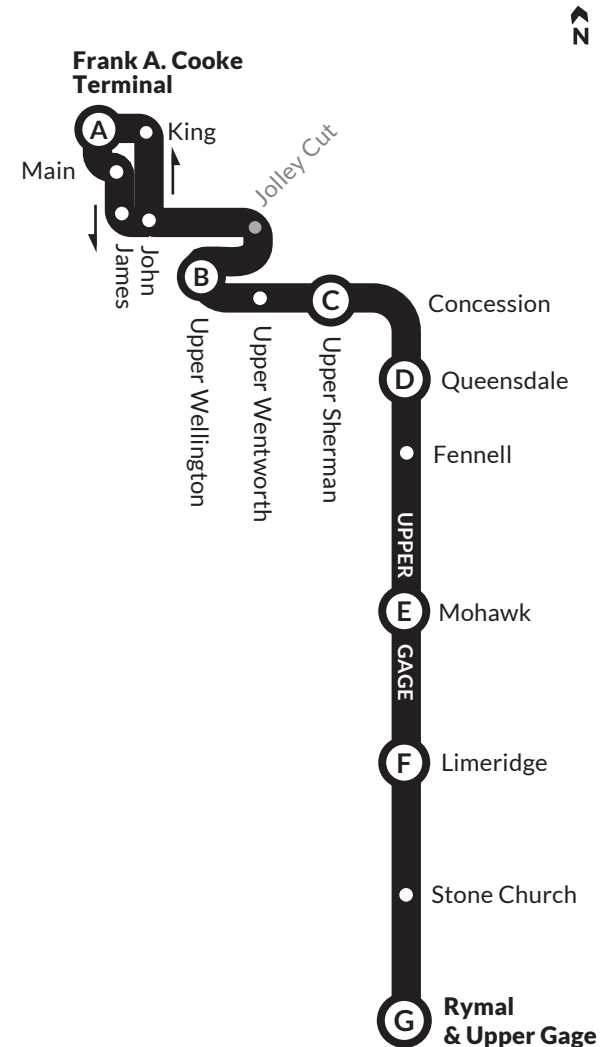 N
Frank A. Cooke
Terminal
A
King
Main
Jolley Cut
James
John
B
Upper Wellington
Upper Wentworth
C
Upper Sherman
Concession
D
Queensdale
Fennell
UPPER
E
Mohawk
GAGE
F
Limeridge
Stone Church
G
Rymal
& Upper Gage